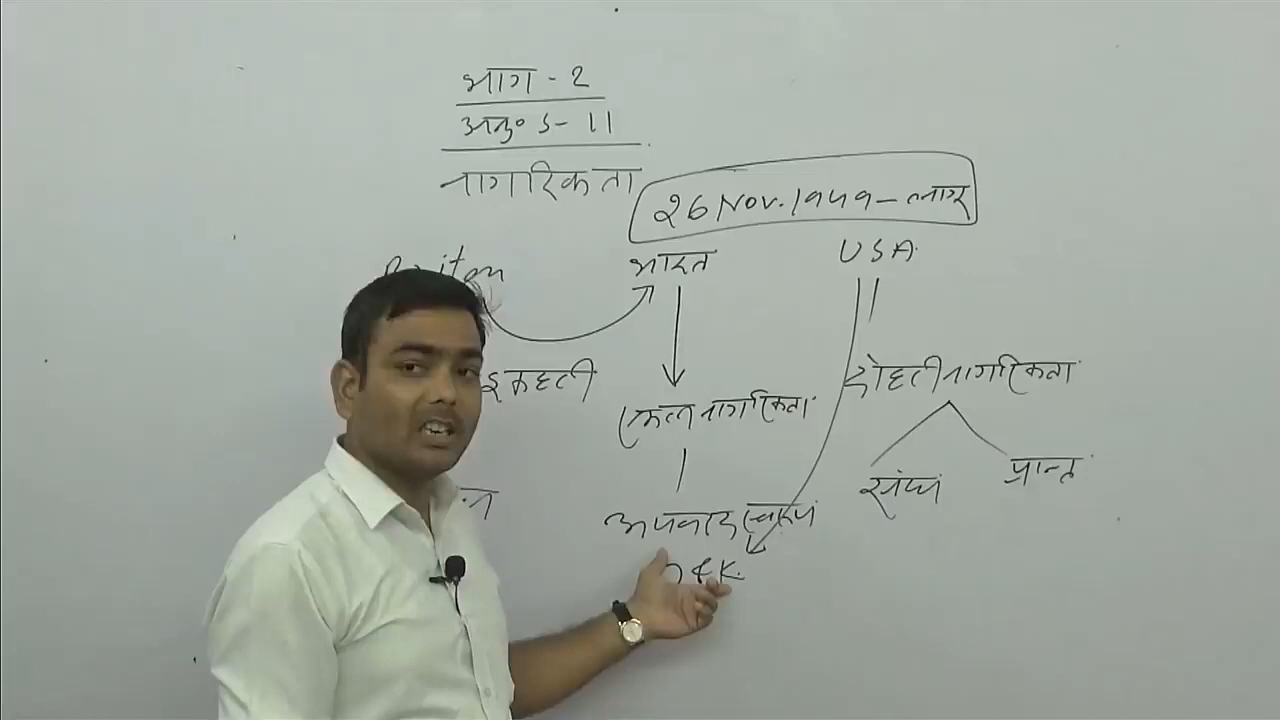 भाग - 2
अनु० 5- 11
नागरिकता
26 Nov. 1949 - लागू
भारत
USA
इकहरी
एकल नागरिकता
दोहरी नागरिकता
संघ
प्रान्त
अपवाद स्वरूप
J & K.